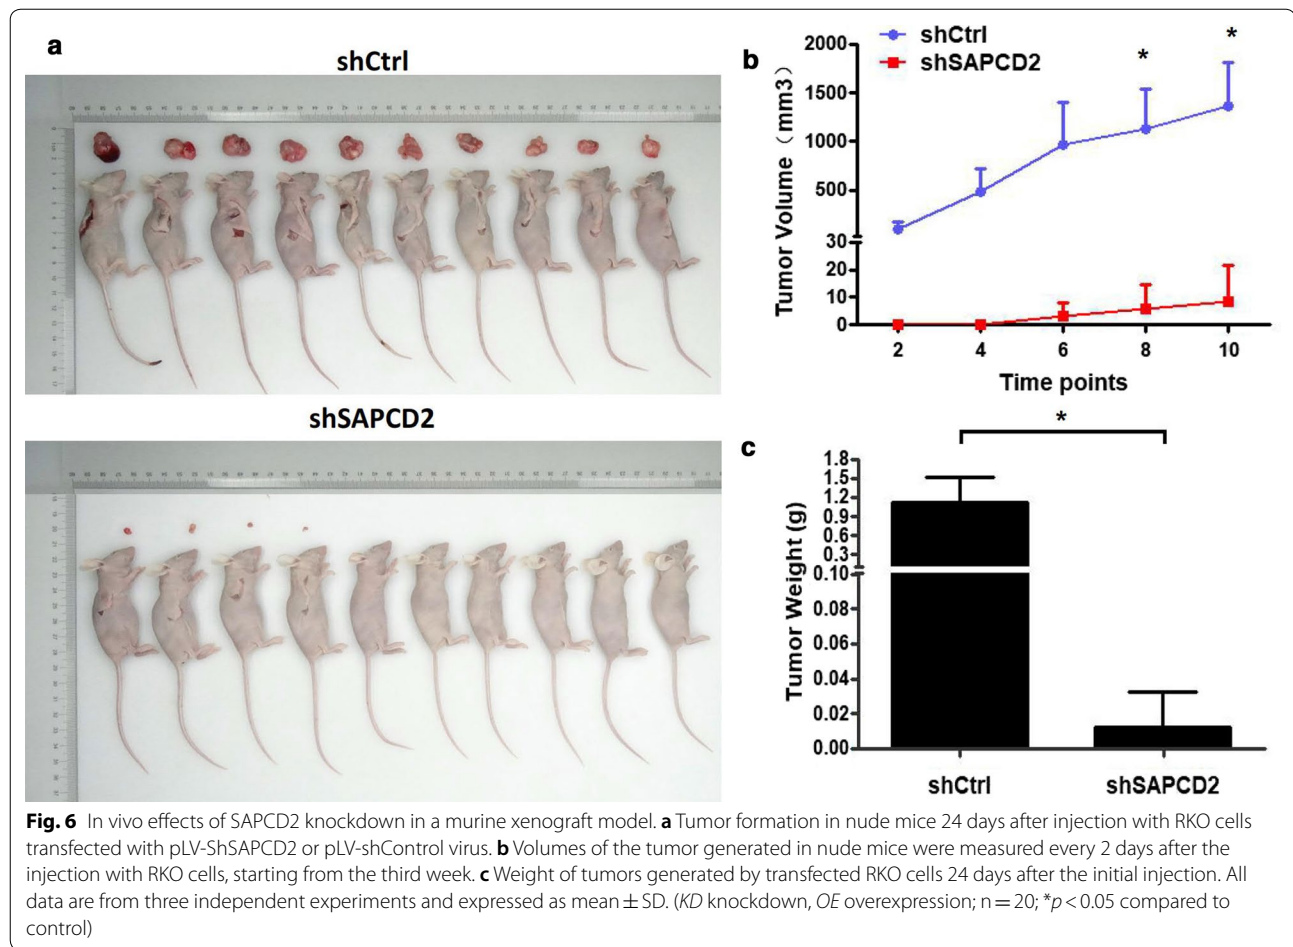 a
shCtrl
shSAPCD2
b
shCtrl
shSAPCD2
*
*
2000
1500
1000
500
30
20
10
0
2 4 6 8 10
Tumor Volume（mm3）
Time points
c
*
1.8
1.5
1.2
0.9
0.6
0.3
0.10
0.08
0.06
0.04
0.02
0.00
Tumor Weight (g)
shCtrl shSAPCD2
Fig. 6 In vivo effects of SAPCD2 knockdown in a murine xenograft model. a Tumor formation in nude mice 24 days after injection with RKO cells
transfected with pLV-ShSAPCD2 or pLV-shControl virus. b Volumes of the tumor generated in nude mice were measured every 2 days after the
injection with RKO cells, starting from the third week. c Weight of tumors generated by transfected RKO cells 24 days after the initial injection. All
data are from three independent experiments and expressed as mean ± SD. (KD knockdown, OE overexpression; n = 20; *p < 0.05 compared to
control)